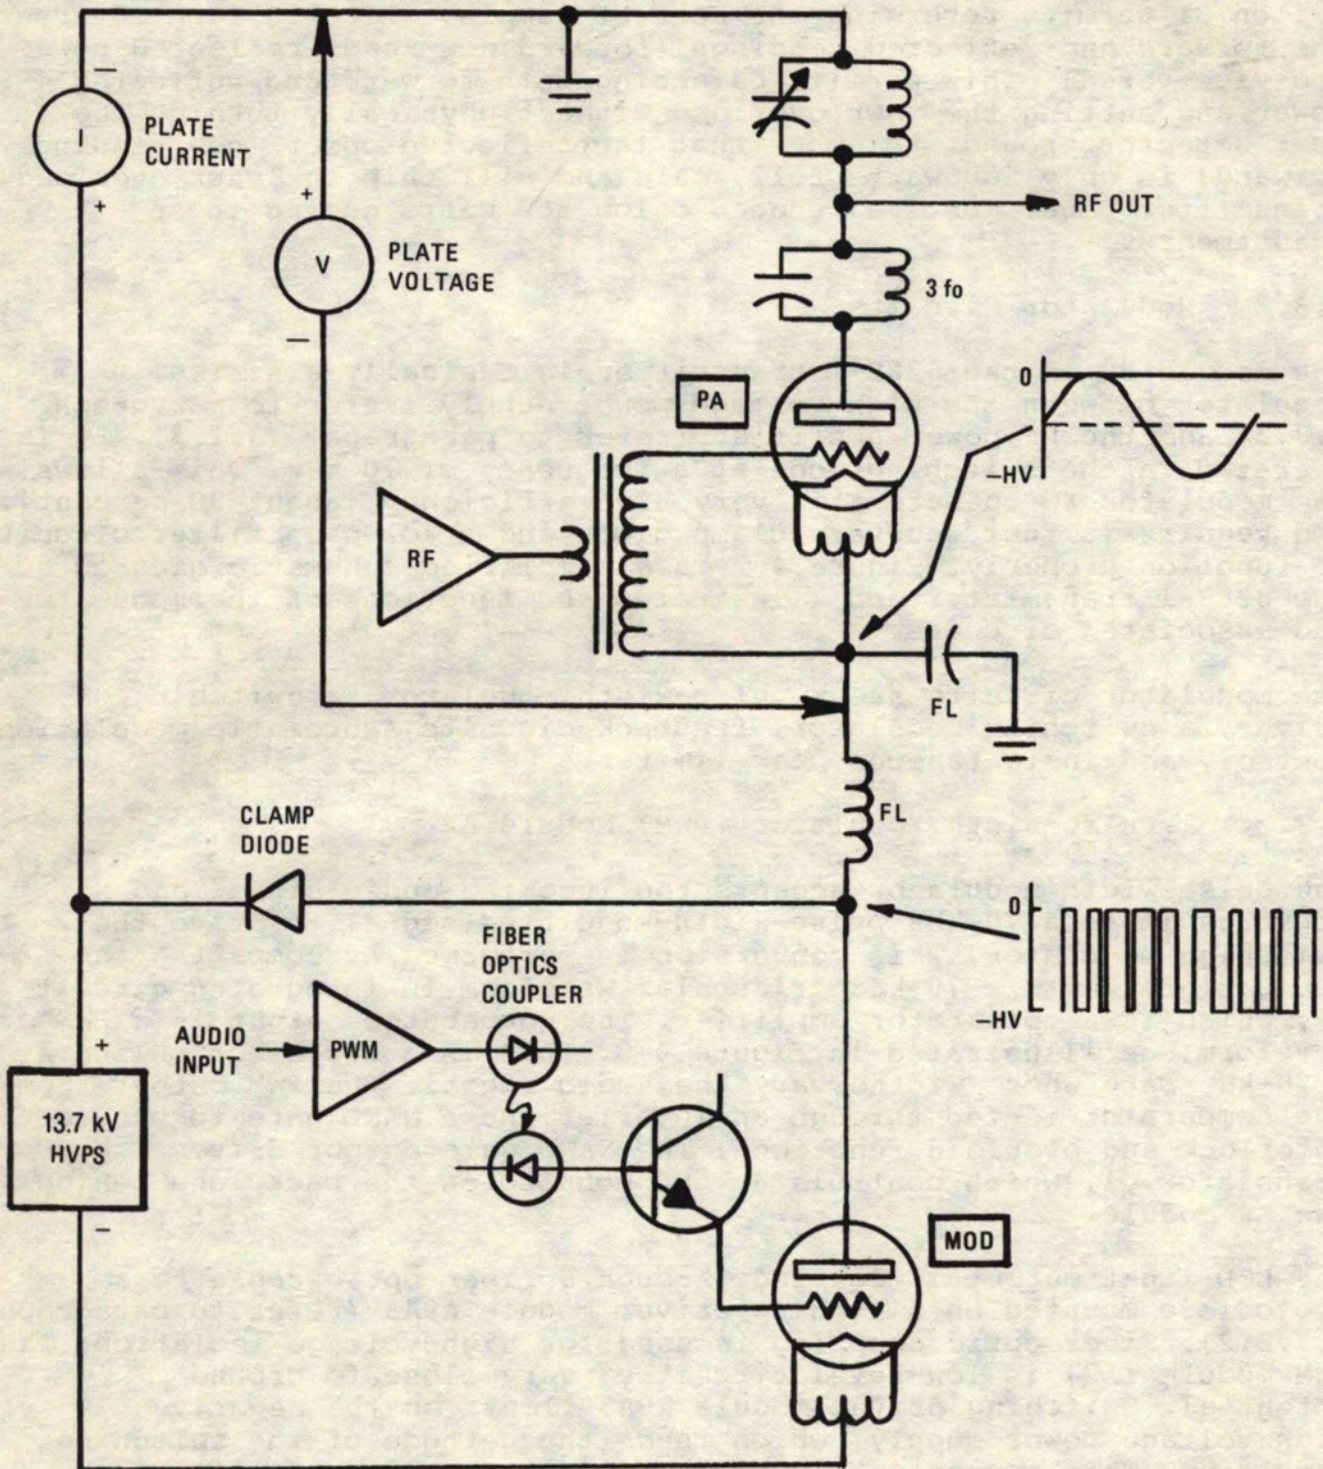 I
PLATE
CURRENT
—
+
V
PLATE
VOLTAGE
+
—
RF OUT
3 fo
PA
0
—HV
RF
FL
FL
CLAMP
DIODE
0
—HV
FIBER
OPTICS
COUPLER
AUDIO
INPUT
PWM
+
13.7 kV
HVPS
—
MOD